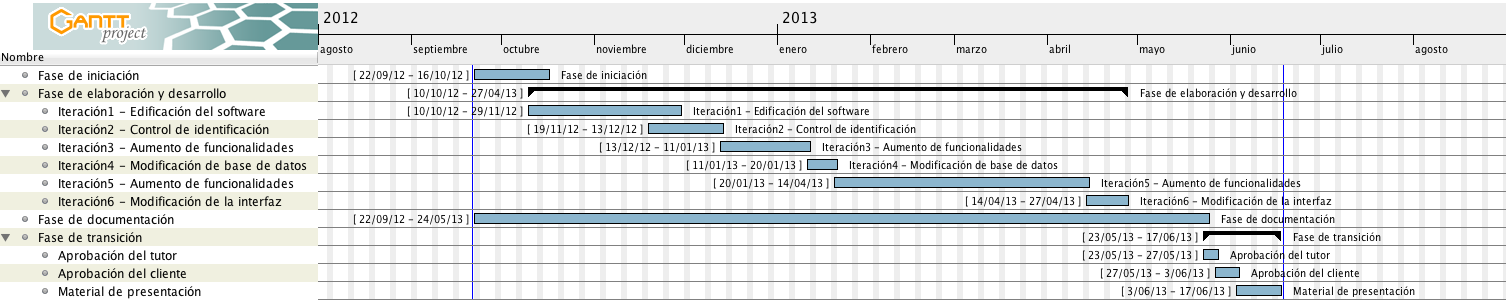 GANTT project
2012 2013
agosto septiembre octubre noviembre diciembre enero febrero marzo abril mayo junio julio agosto
Nombre
Fase de iniciación [ 22/09/12 - 16/10/12 ] Fase de iniciación
Fase de elaboración y desarrollo [ 10/10/12 - 27/04/13 ] Fase de elaboración y desarrollo
Iteración1 - Edificación del software [ 10/10/12 - 29/11/12 ] Iteración1 - Edificación del software
Iteración2 - Control de identificación [ 19/11/12 - 13/12/12 ] Iteración2 - Control de identificación
Iteración3 - Aumento de funcionalidades [ 13/12/12 - 11/01/13 ] Iteración3 - Aumento de funcionalidades
Iteración4 - Modificación de base de datos [ 11/01/13 - 20/01/13 ] Iteración4 - Modificación de base de datos
Iteración5 - Aumento de funcionalidades [ 20/01/13 - 14/04/13 ] Iteración5 - Aumento de funcionalidades
Iteración6 - Modificación de la interfaz [ 14/04/13 - 27/04/13 ] Iteración6 - Modificación de la interfaz
Fase de documentación [ 22/09/12 - 24/05/13 ] Fase de documentación
Fase de transición [ 23/05/13 - 17/06/13 ] Fase de transición
Aprobación del tutor [ 23/05/13 - 27/05/13 ] Aprobación del tutor
Aprobación del cliente [ 27/05/13 - 3/06/13 ] Aprobación del cliente
Material de presentación [ 3/06/13 - 17/06/13 ] Material de presentación